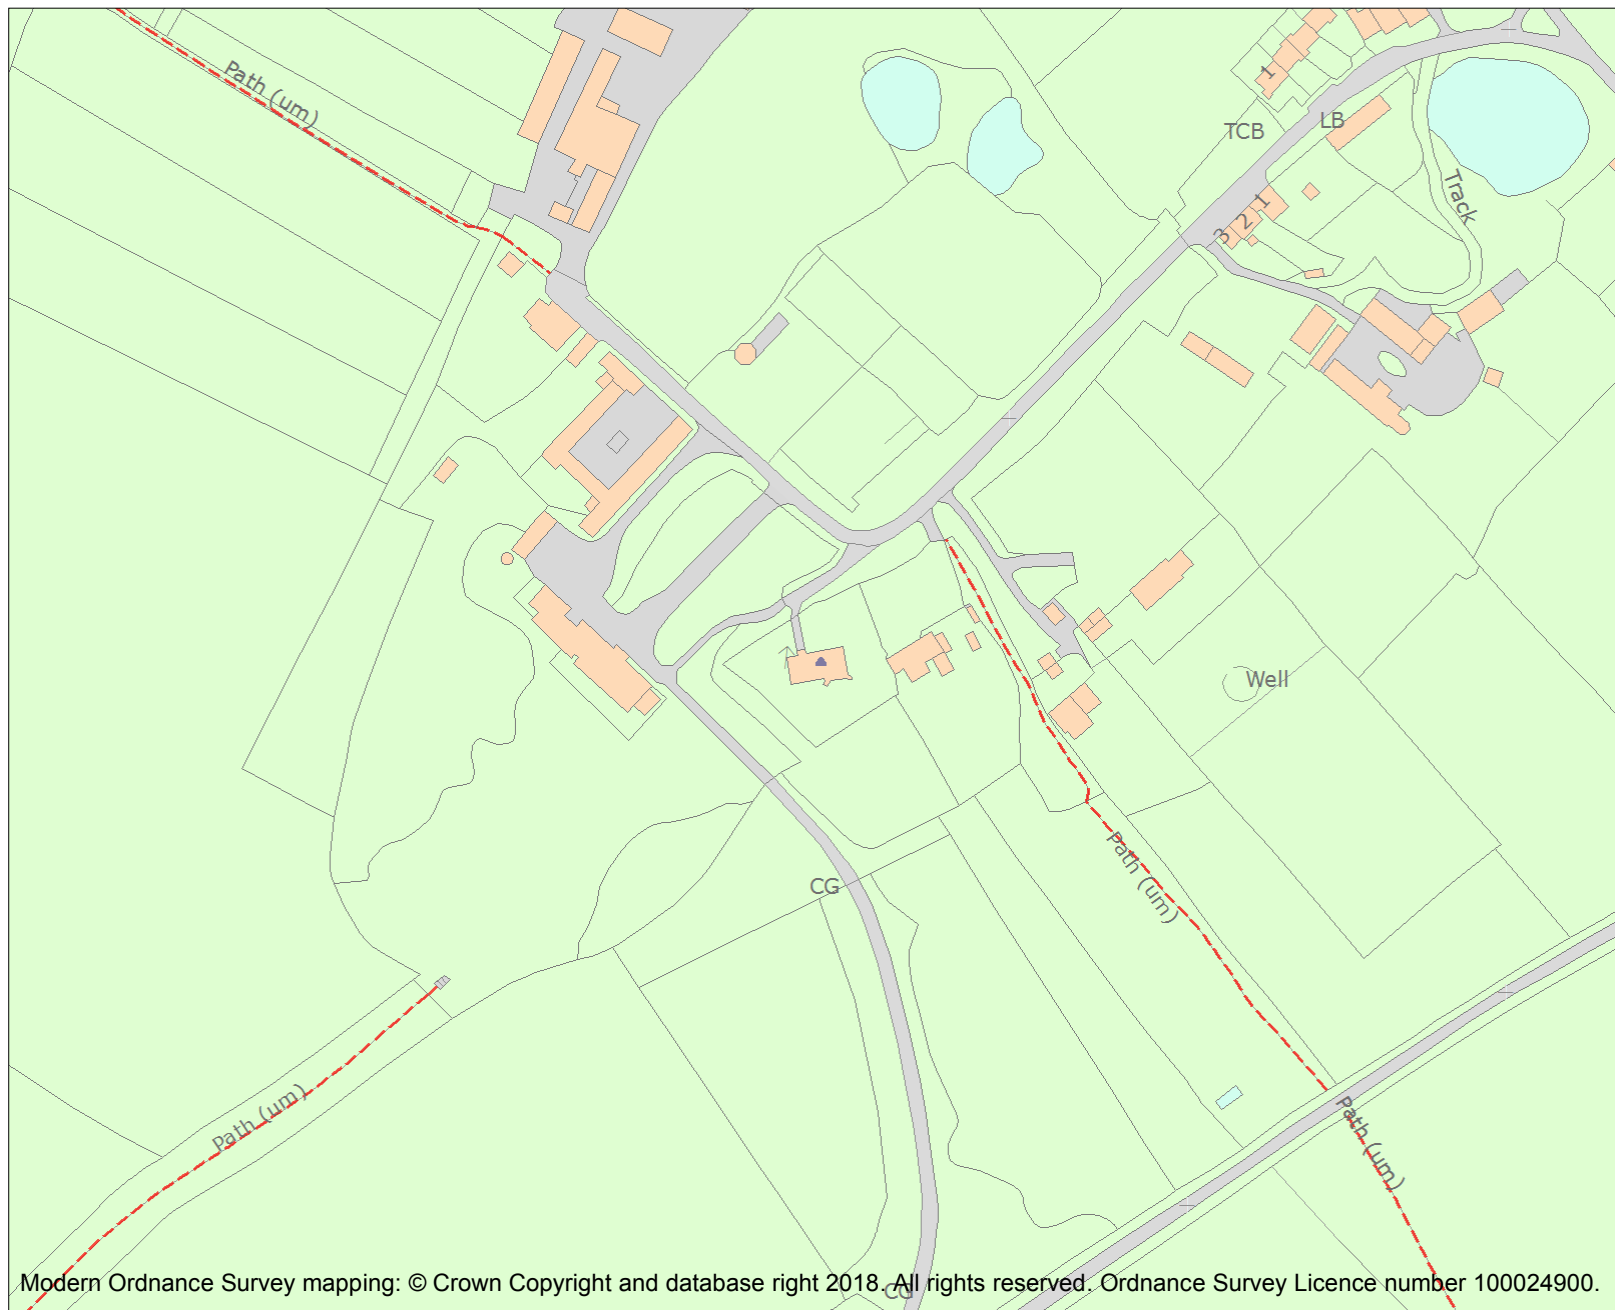 Path (um)
1
TCB
LB
Track
1
2
3
Well
Path (um)
CG
Path (um)
Path (um)
CG
Modern Ordnance Survey mapping: © Crown Copyright and database right 2018. All rights reserved. Ordnance Survey Licence number 100024900.